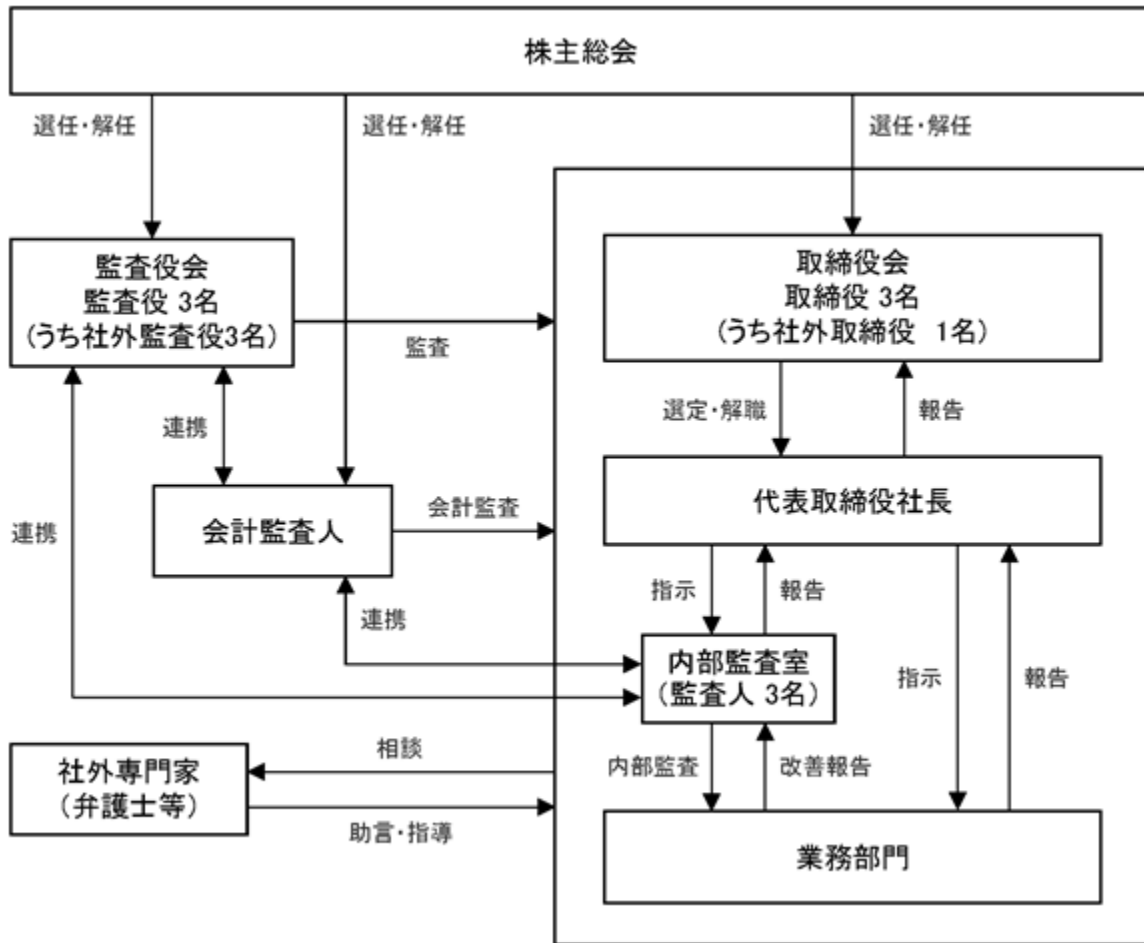 株主総会
選任・解任
選任・解任
選任・解任
監査役会
監査役 3名
(うち社外監査役3名)
取締役会
取締役 3名
(うち社外取締役 1名)
監査
選定・解職
報告
連携
代表取締役社長
会計監査人
会計監査
連携
指示
報告
連携
内部監査室
(監査人 3名)
指示
報告
社外専門家
(弁護士等)
相談
助言・指導
内部監査
改善報告
業務部門